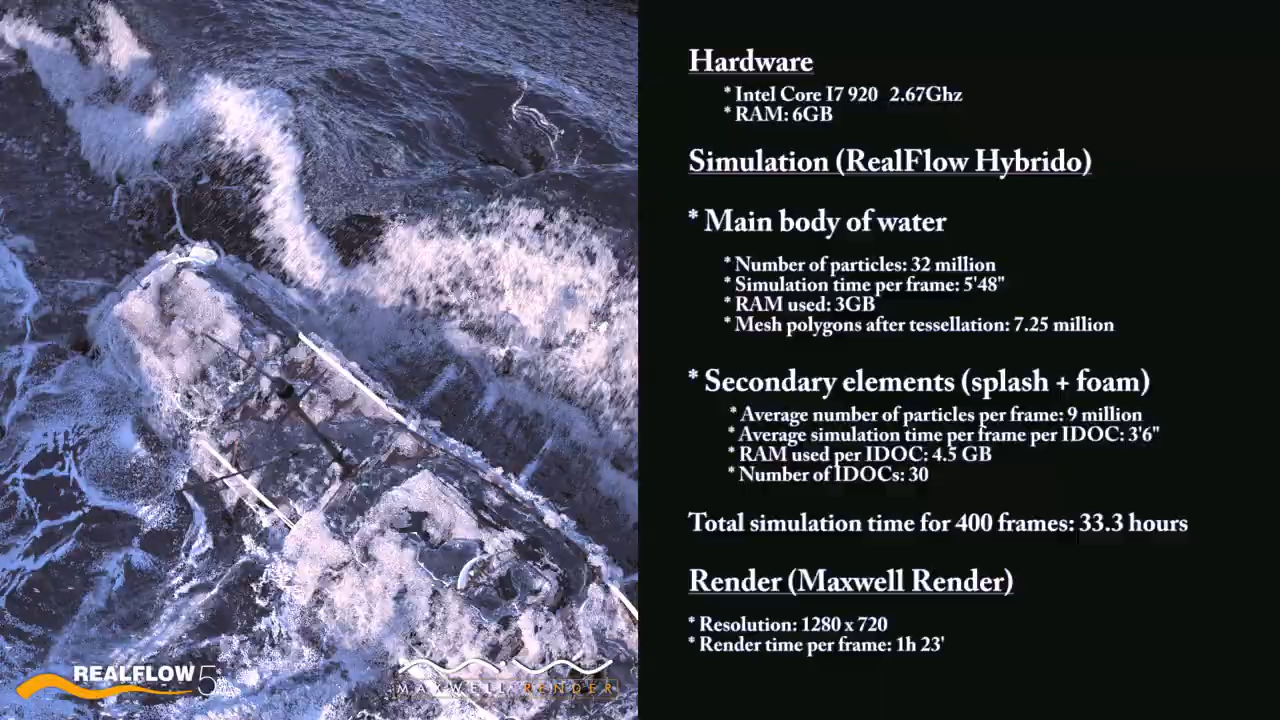 Hardware
* Intel Core I7 920 2.67Ghz
* RAM: 6GB
Simulation (RealFlow Hybrido)
* Main body of water
* Number of particles: 32 million
* Simulation time per frame: 5'48"
* RAM used: 3GB
* Mesh polygons after tessellation: 7.25 million
* Secondary elements (splash + foam)
* Average number of particles per frame: 9 million
* Average simulation time per frame per IDOC: 3'6"
* RAM used per IDOC: 4.5 GB
* Number of IDOCs: 30
Total simulation time for 400 frames: 33.3 hours
Render (Maxwell Render)
* Resolution: 1280 x 720
* Render time per frame: 1h 23'
REALFLOW 5
MAXWELL RENDER